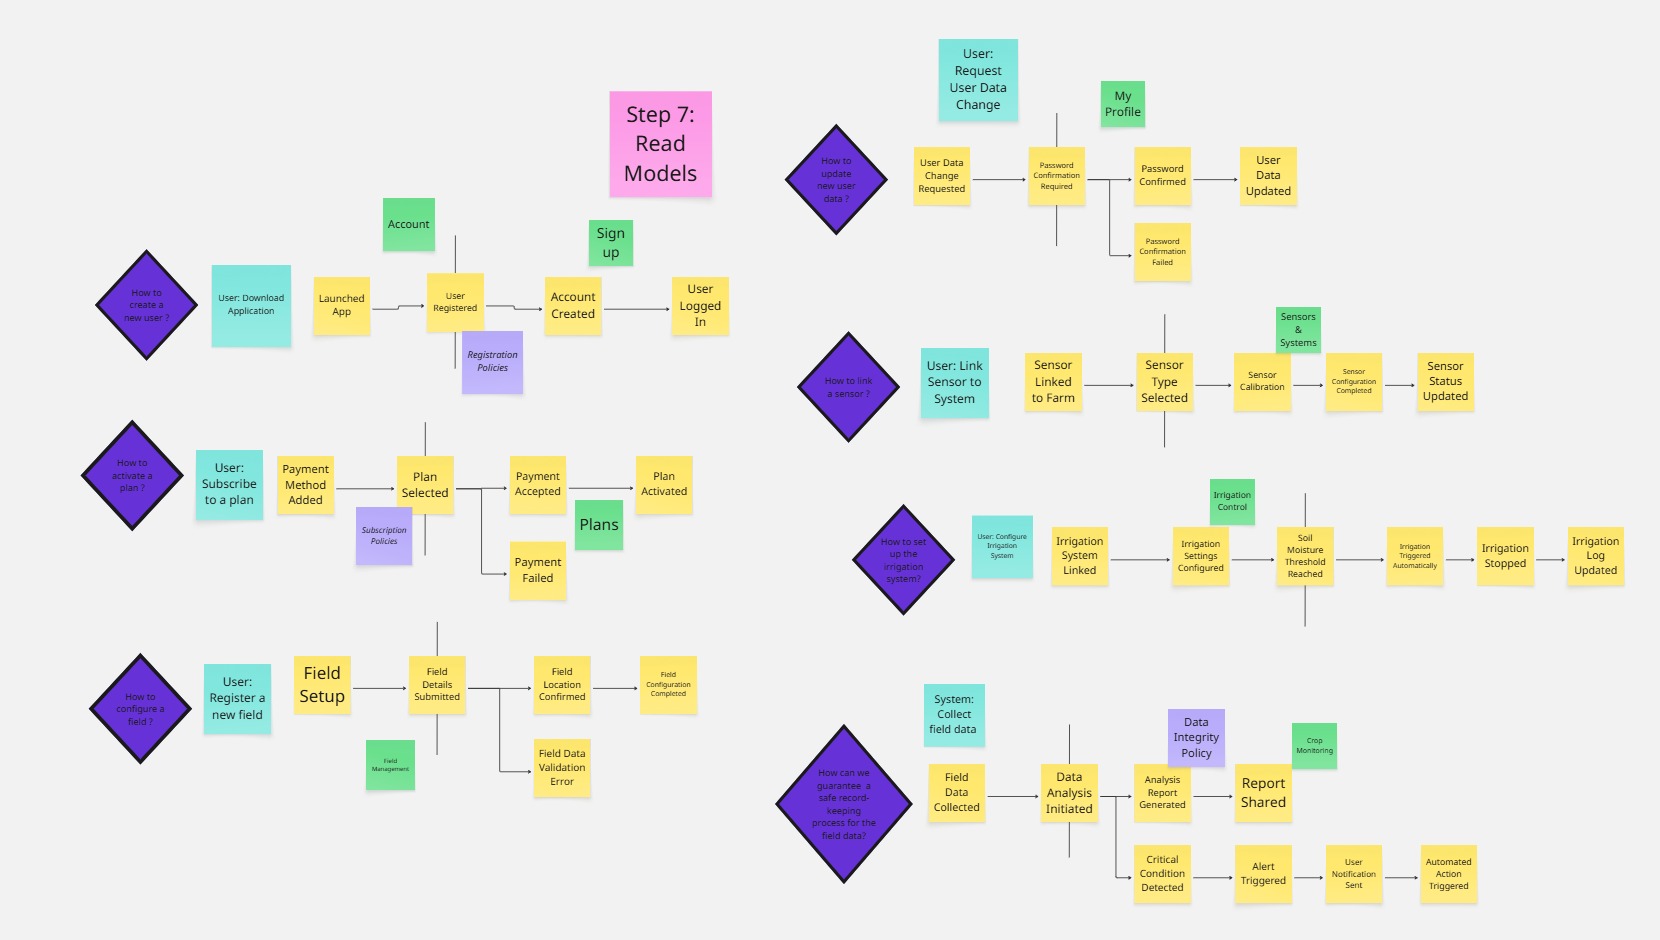 Step 7:
Read
Models
Account
Sign
up
How to
create a
new user ?
User: Download
Application
Launched
App
User
Registered
Account
Created
User
Logged
In
Registration
Policies
How to
activate a
plan ?
User:
Subscribe
to a plan
Payment
Method
Added
Plan
Selected
Payment
Accepted
Plan
Activated
Subscription
Policies
Plans
Payment
Failed
How to
configure a
field ?
User:
Register a
new field
Field
Setup
Field
Details
Submitted
Field
Location
Confirmed
Field
Configuration
Completed
Field
Management
Field Data
Validation
Error
User:
Request
User Data
Change
My
Profile
How to
update
new user
data ?
User Data
Change
Requested
Password
Confirmation
Required
Password
Confirmed
User
Data
Updated
Password
Confirmation
Failed
Sensors
&
Systems
How to link
a sensor ?
User: Link
Sensor to
System
Sensor
Linked
to Farm
Sensor
Type
Selected
Sensor
Calibration
Sensor
Configuration
Completed
Sensor
Status
Updated
Irrigation
Control
How to set
up the
irrigation
system?
User: Configure
Irrigation
System
Irrigation
System
Linked
Irrigation
Settings
Configured
Soil
Moisture
Threshold
Reached
Irrigation
Triggered
Automatically
Irrigation
Stopped
Irrigation
Log
Updated
System:
Collect
field data
Data
Integrity
Policy
Crop
Monitoring
How can we
guarantee a
safe record-
keeping
process for the
field data?
Field
Data
Collected
Data
Analysis
Initiated
Analysis
Report
Generated
Report
Shared
Critical
Condition
Detected
Alert
Triggered
User
Notification
Sent
Automated
Action
Triggered